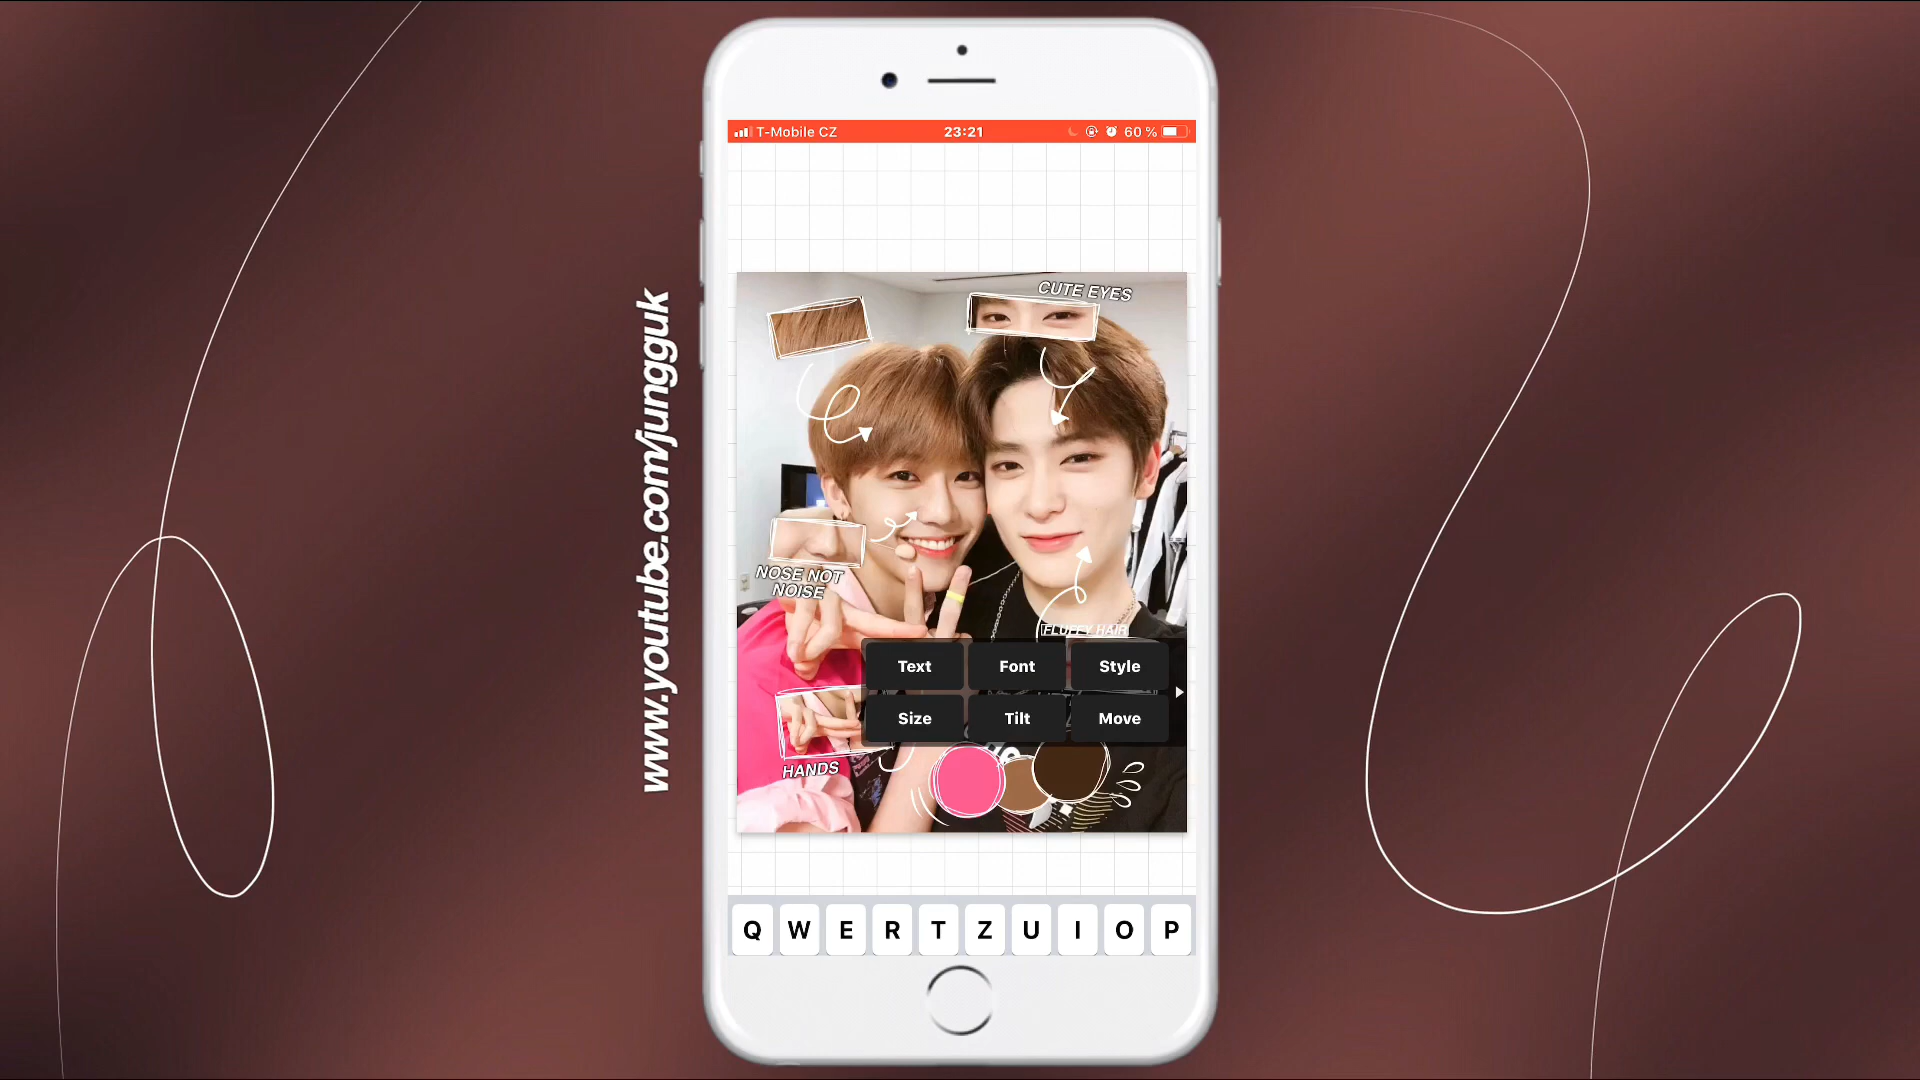 T-Mobile CZ 23:21 60 %
CUTE EYES
NOSE NOT
NOISE
FLUFFY HAIR
Text Font Style
Size Tilt Move
HANDS
Q W E R T Z U I O P
www.youtube.com/jungguk